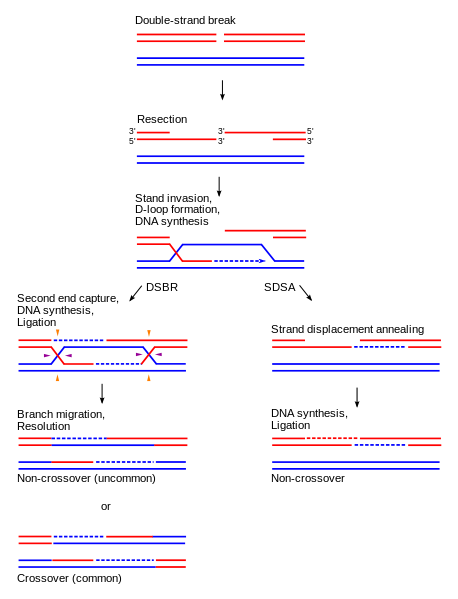 Double-strand break
Resection
3'
3'
5'
5'
3'
3'
Stand invasion,
D-loop formation,
DNA synthesis
DSBR
SDSA
Second end capture,
DNA synthesis,
Ligation
Strand displacement annealing
Branch migration,
Resolution
DNA synthesis,
Ligation
Non-crossover (uncommon)
Non-crossover
or
Crossover (common)